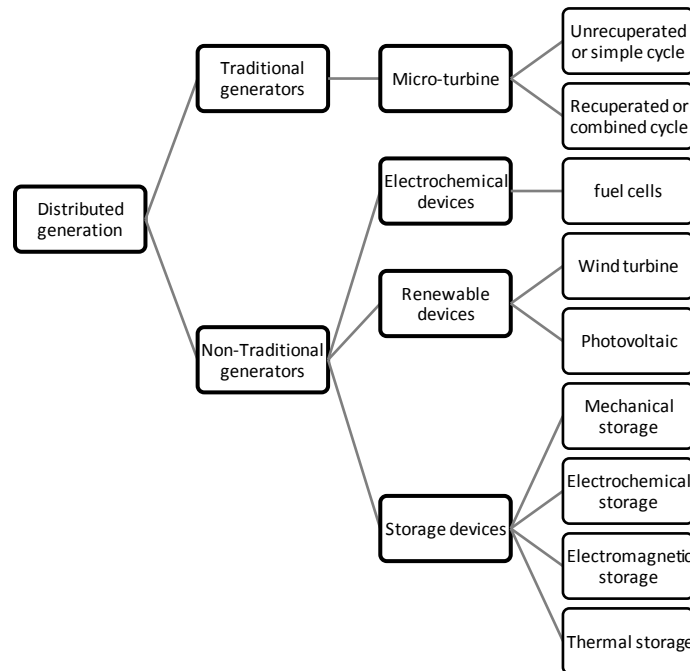 Distributed
generation
Traditional
generators
Micro-turbine
Unrecuperated
or simple cycle
Recuperated or
combined cycle
Non-Traditional
generators
Electrochemical
devices
fuel cells
Renewable
devices
Wind turbine
Photovoltaic
Storage devices
Mechanical
storage
Electrochemical
storage
Electromagnetic
storage
Thermal storage